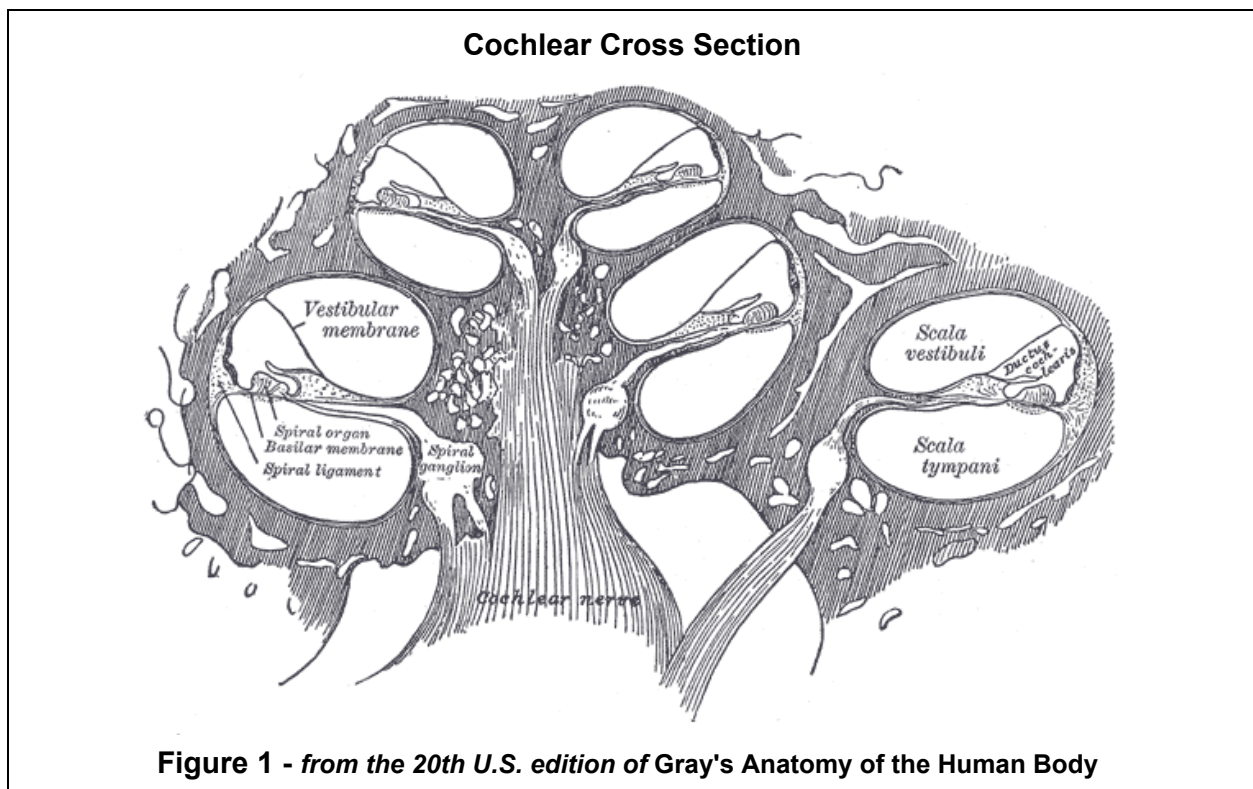 Cochlear Cross Section
Vestibular
membrane
Scala
vestibuli
Ductus
coch-
learis
Spiral organ
Basilar membrane
Spiral ligament
Spiral
ganglion
Scala
tympani
Cochlear nerve
Figure 1 - from the 20th U.S. edition of Gray's Anatomy of the Human Body